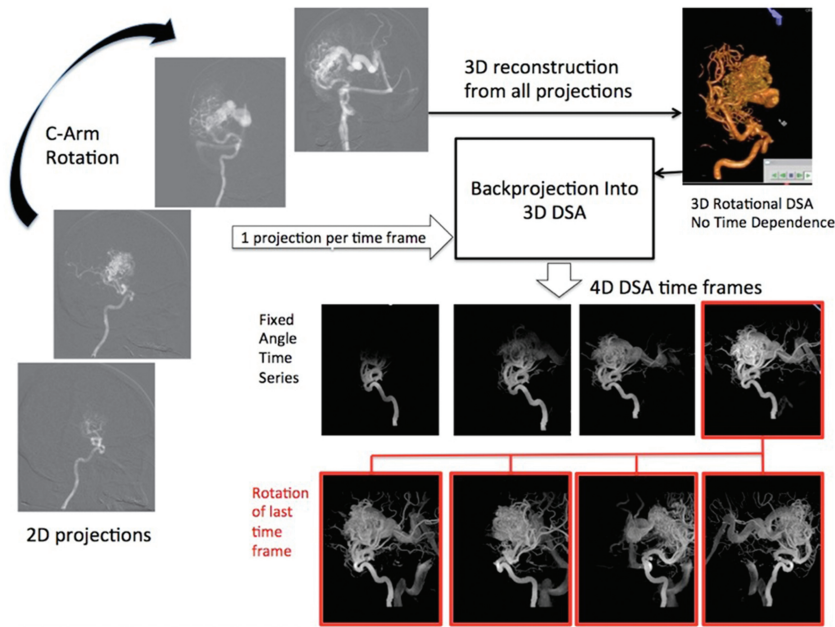 C-Arm
Rotation
3D reconstruction
from all projections
Backprojection Into
3D DSA
3D Rotational DSA
No Time Dependence
1 projection per time frame
4D DSA time frames
Fixed
Angle
Time
Series
2D projections
Rotation
of last
time
frame